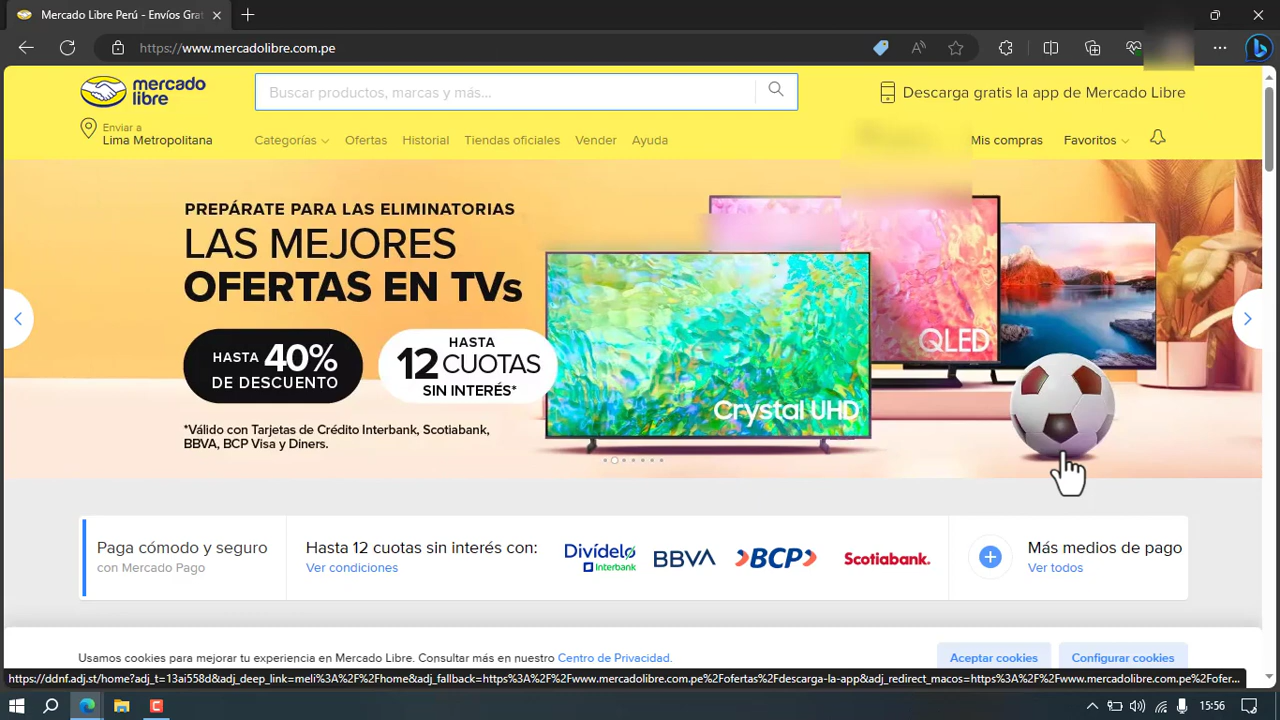 Mercado Libre Perú - Envíos Grat
https://www.mercadolibre.com.pe
mercado
libre
Buscar productos, marcas y más...
Descarga gratis la app de Mercado Libre
Enviar a
Lima Metropolitana
Categorías
Ofertas
Historial
Tiendas oficiales
Vender
Ayuda
Mis compras
Favoritos
PREPÁRATE PARA LAS ELIMINATORIAS
LAS MEJORES
OFERTAS EN TVs
HASTA 40%
DE DESCUENTO
HASTA
12 CUOTAS
SIN INTERÉS*
*Válido con Tarjetas de Crédito Interbank, Scotiabank,
BBVA, BCP Visa y Diners.
Crystal UHD
QLED
Paga cómodo y seguro
con Mercado Pago
Hasta 12 cuotas sin interés con:
Ver condiciones
Divídelo
Interbank
BBVA
BCP
Scotiabank.
Más medios de pago
Ver todos
Usamos cookies para mejorar tu experiencia en Mercado Libre. Consultar más en nuestro Centro de Privacidad.
Aceptar cookies
Configurar cookies
https://ddnf.adj.st/home?adj_t=13ai558d&adj_deep_link=meli%3A%2F%2Fhome&adj_fallback=https%3A%2F%2Fwww.mercadolibre.com.pe%2Fofertas%2Fdescarga-la-app&adj_redirect_macos=https%3A%2F%2Fwww.mercadolibre.com.pe%2Fofer...
15:56